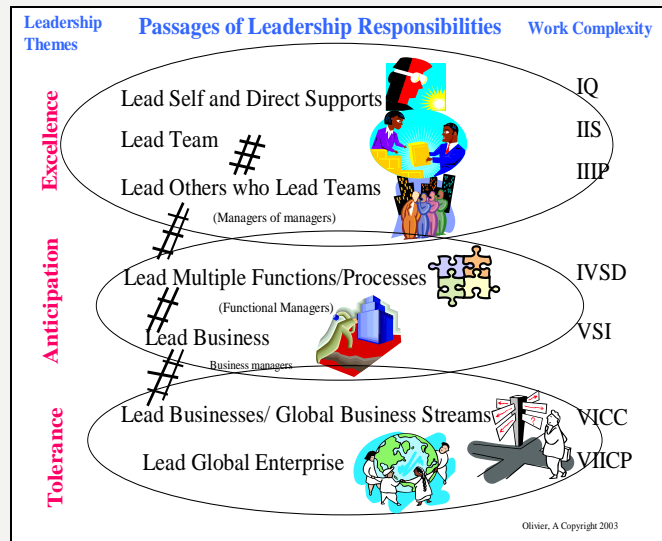 Leadership Themes
Passages of Leadership Responsibilities
Work Complexity
Excellence
Lead Self and Direct Supports
IQ
Lead Team
IIS
Lead Others who Lead Teams
IIIP
(Managers of managers)
Anticipation
Lead Multiple Functions/Processes
IVSD
(Functional Managers)
Lead Business
VSI
Business managers
Tolerance
Lead Businesses/ Global Business Streams
VICC
Lead Global Enterprise
VIICP
Olivier, A Copyright 2003